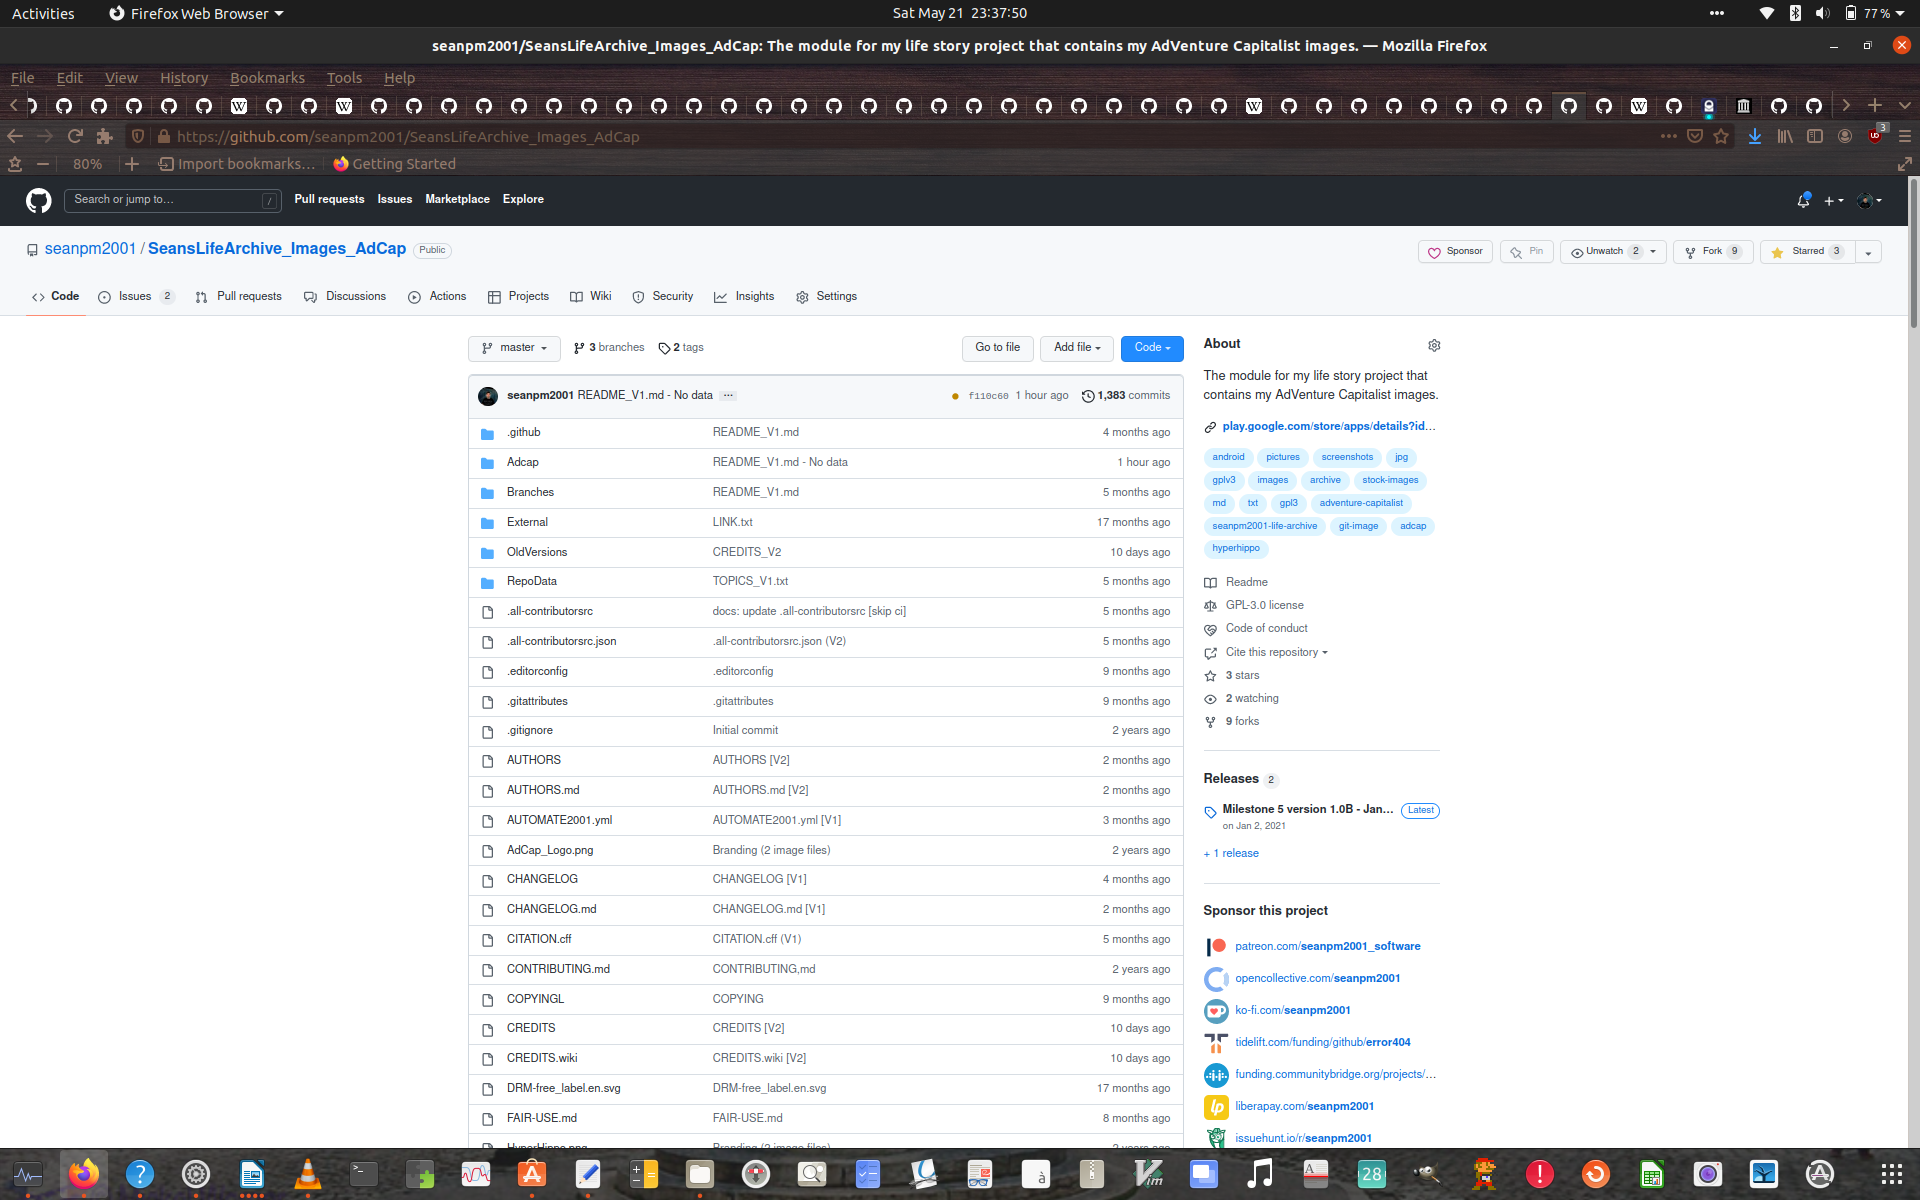 Activities Firefox Web Browser Sat May 21 23:37:50 77 %
seanpm2001/SeansLifeArchive_Images_AdCap: The module for my life story project that contains my AdVenture Capitalist images. — Mozilla Firefox
File Edit View History Bookmarks Tools Help
https://github.com/seanpm2001/SeansLifeArchive_Images_AdCap 3
80% Import bookmarks... Getting Started
Search or jump to... / Pull requests Issues Marketplace Explore
seanpm2001 / SeansLifeArchive_Images_AdCap Public Sponsor Pin Unwatch 2 Fork 9 Starred 3
Code Issues 2 Pull requests Discussions Actions Projects Wiki Security Insights Settings
master 3 branches 2 tags Go to file Add file Code
seanpm2001 README_V1.md - No data ... f110c60 1 hour ago 1,383 commits
.github README_V1.md 4 months ago
Adcap README_V1.md - No data 1 hour ago
Branches README_V1.md 5 months ago
External LINK.txt 17 months ago
OldVersions CREDITS_V2 10 days ago
RepoData TOPICS_V1.txt 5 months ago
.all-contributorsrc docs: update .all-contributorsrc [skip ci] 5 months ago
.all-contributorsrc.json .all-contributorsrc.json (V2) 5 months ago
.editorconfig .editorconfig 9 months ago
.gitattributes .gitattributes 9 months ago
.gitignore Initial commit 2 years ago
AUTHORS AUTHORS [V2] 2 months ago
AUTHORS.md AUTHORS.md [V2] 2 months ago
AUTOMATE2001.yml AUTOMATE2001.yml [V1] 3 months ago
AdCap_Logo.png Branding (2 image files) 2 years ago
CHANGELOG CHANGELOG [V1] 4 months ago
CHANGELOG.md CHANGELOG.md [V1] 2 months ago
CITATION.cff CITATION.cff (V1) 5 months ago
CONTRIBUTING.md CONTRIBUTING,md 2 years ago
COPYINGL COPYING 9 months ago
CREDITS CREDITS [V2] 10 days ago
CREDITS.wiki CREDITS.wiki [V2] 10 days ago
DRM-free_label.en.svg DRM-free_label.en.svg 17 months ago
FAIR-USE.md FAIR-USE.md 8 months ago
HyperHippo.png Branding (2 image files) 2 years ago
About
The module for my life story project that
contains my AdVenture Capitalist images.
play.google.com/store/apps/details?id...
android pictures screenshots jpg
gplv3 images archive stock-images
md txt gpl3 adventure-capitalist
seanpm2001-life-archive git-image adcap
hyperhippo
Readme
GPL-3.0 license
Code of conduct
Cite this repository
3 stars
2 watching
9 forks
Releases 2
Milestone 5 version 1.0B - Jan... Latest
on Jan 2, 2021
+ 1 release
Sponsor this project
patreon.com/seanpm2001_software
opencollective.com/seanpm2001
ko-fi.com/seanpm2001
tidelift.com/funding/github/error404
funding.communitybridge.org/projects/...
liberapay.com/seanpm2001
issuehunt.io/r/seanpm2001
28